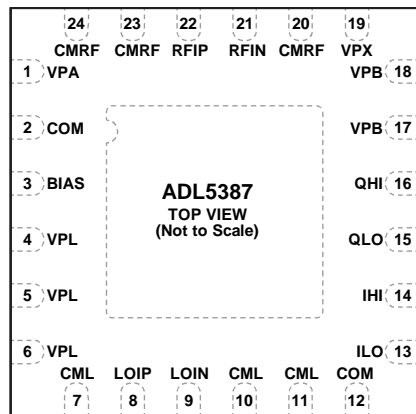 24 23 22 21 20 19
CMRF CMRF RFIP RFIN CMRF VPX
1 VPA VPB 18
2 COM VPB 17
3 BIAS QHI 16
ADL5387
TOP VIEW
(Not to Scale)
4 VPL QLO 15
5 VPL IHI 14
6 VPL ILO 13
CML LOIP LOIN CML CML COM
7 8 9 10 11 12